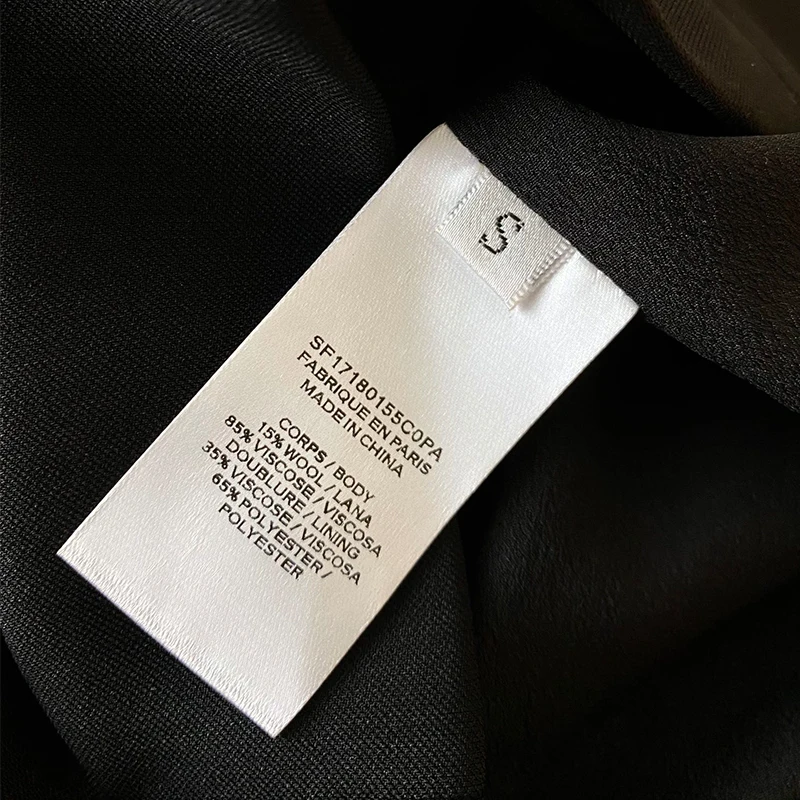 S
SF17180155C0PA
FABRIQUE EN PARIS
MADE IN CHINA
CORPS / BODY
15% WOOL / LANA
85% VISCOSE / VISCOSA
DOUBLURE / LINING
35% VISCOSE / VISCOSA
65% POLYESTER /
POLYESTER